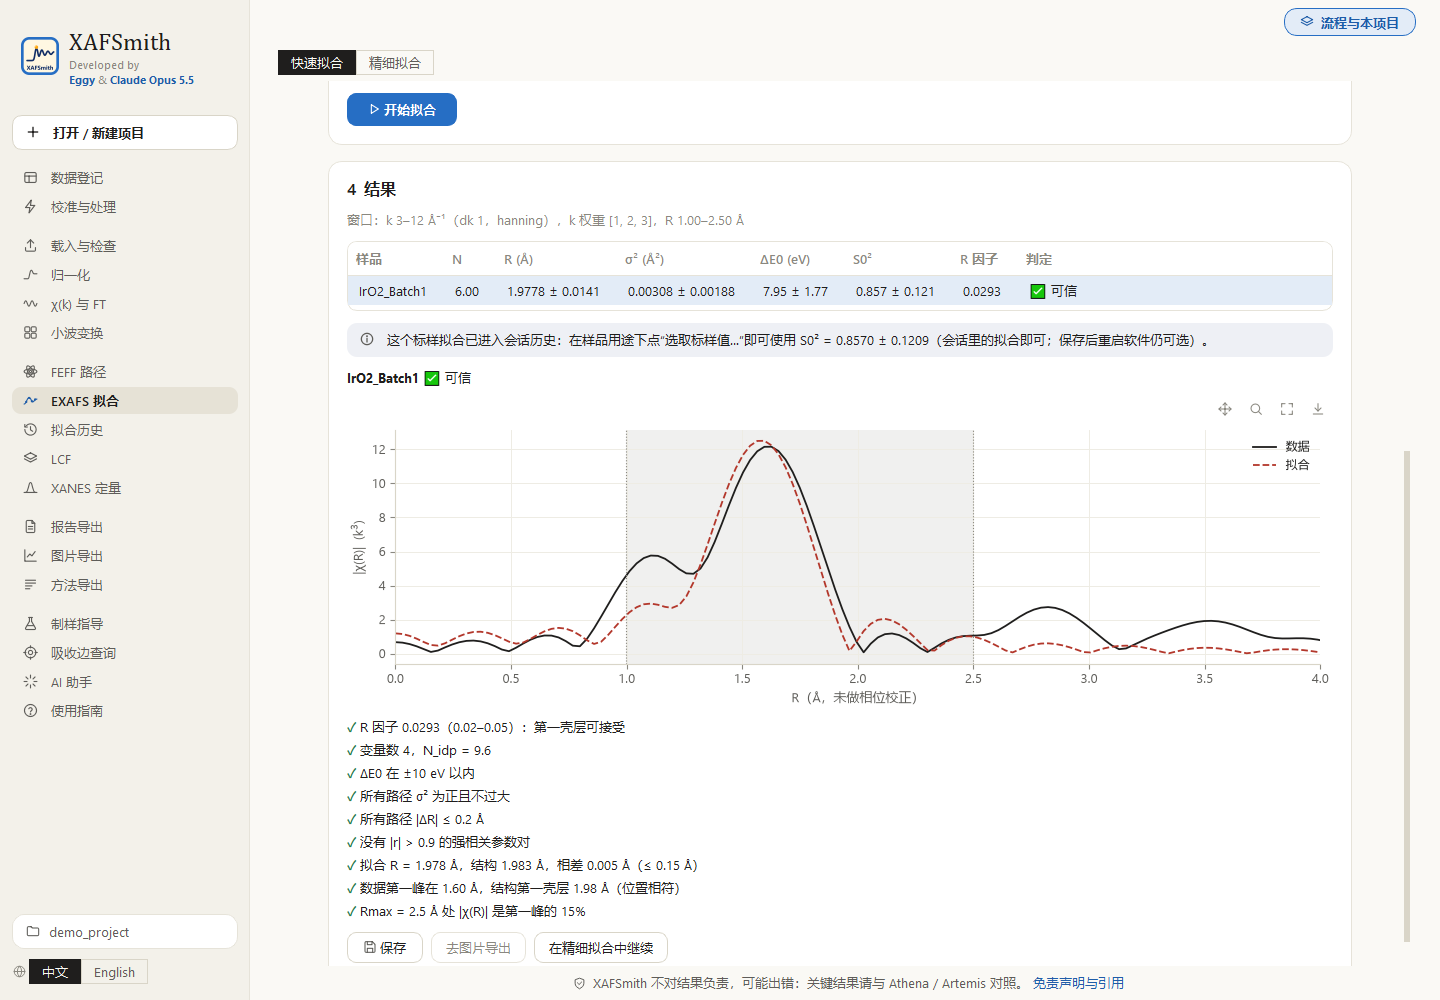 XAFSmith
Developed by
Eggy & Claude Opus 5.5
打开 / 新建项目
数据登记
校准与处理
载入与检查
归一化
χ(k) 与 FT
小波变换
FEFF 路径
EXAFS 拟合
拟合历史
LCF
XANES 定量
报告导出
图片导出
方法导出
制样指导
吸收边查询
AI 助手
使用指南
demo_project
中文 English
流程与本项目
快速拟合 精细拟合
开始拟合
4 结果
窗口：k 3–12 Å⁻¹（dk 1，hanning），k 权重 [1, 2, 3]，R 1.00–2.50 Å
样品 N R (Å) σ² (Å²) ΔE0 (eV) S0² R 因子 判定
IrO2_Batch1 6.00 1.9778 ± 0.0141 0.00308 ± 0.00188 7.95 ± 1.77 0.857 ± 0.121 0.0293 ✅ 可信
这个标样拟合已进入会话历史：在样品用途下点“选取标样值…”即可使用 S0² = 0.8570 ± 0.1209（会话里的拟合即可；保存后重启软件仍可选）。
IrO2_Batch1 ✅ 可信
数据
拟合
|χ(R)| (k³)
12
10
8
6
4
2
0
0.0 0.5 1.0 1.5 2.0 2.5 3.0 3.5 4.0
R（Å，未做相位校正）
✓ R 因子 0.0293（0.02–0.05）：第一壳层可接受
✓ 变量数 4，N_idp = 9.6
✓ ΔE0 在 ±10 eV 以内
✓ 所有路径 σ² 为正且不过大
✓ 所有路径 |ΔR| ≤ 0.2 Å
✓ 没有 |r| > 0.9 的强相关参数对
✓ 拟合 R = 1.978 Å，结构 1.983 Å，相差 0.005 Å（≤ 0.15 Å）
✓ 数据第一峰在 1.60 Å，结构第一壳层 1.98 Å（位置相符）
✓ Rmax = 2.5 Å 处 |χ(R)| 是第一峰的 15%
保存 去图片导出 在精细拟合中继续
XAFSmith 不对结果负责，可能出错：关键结果请与 Athena / Artemis 对照。 免责声明与引用